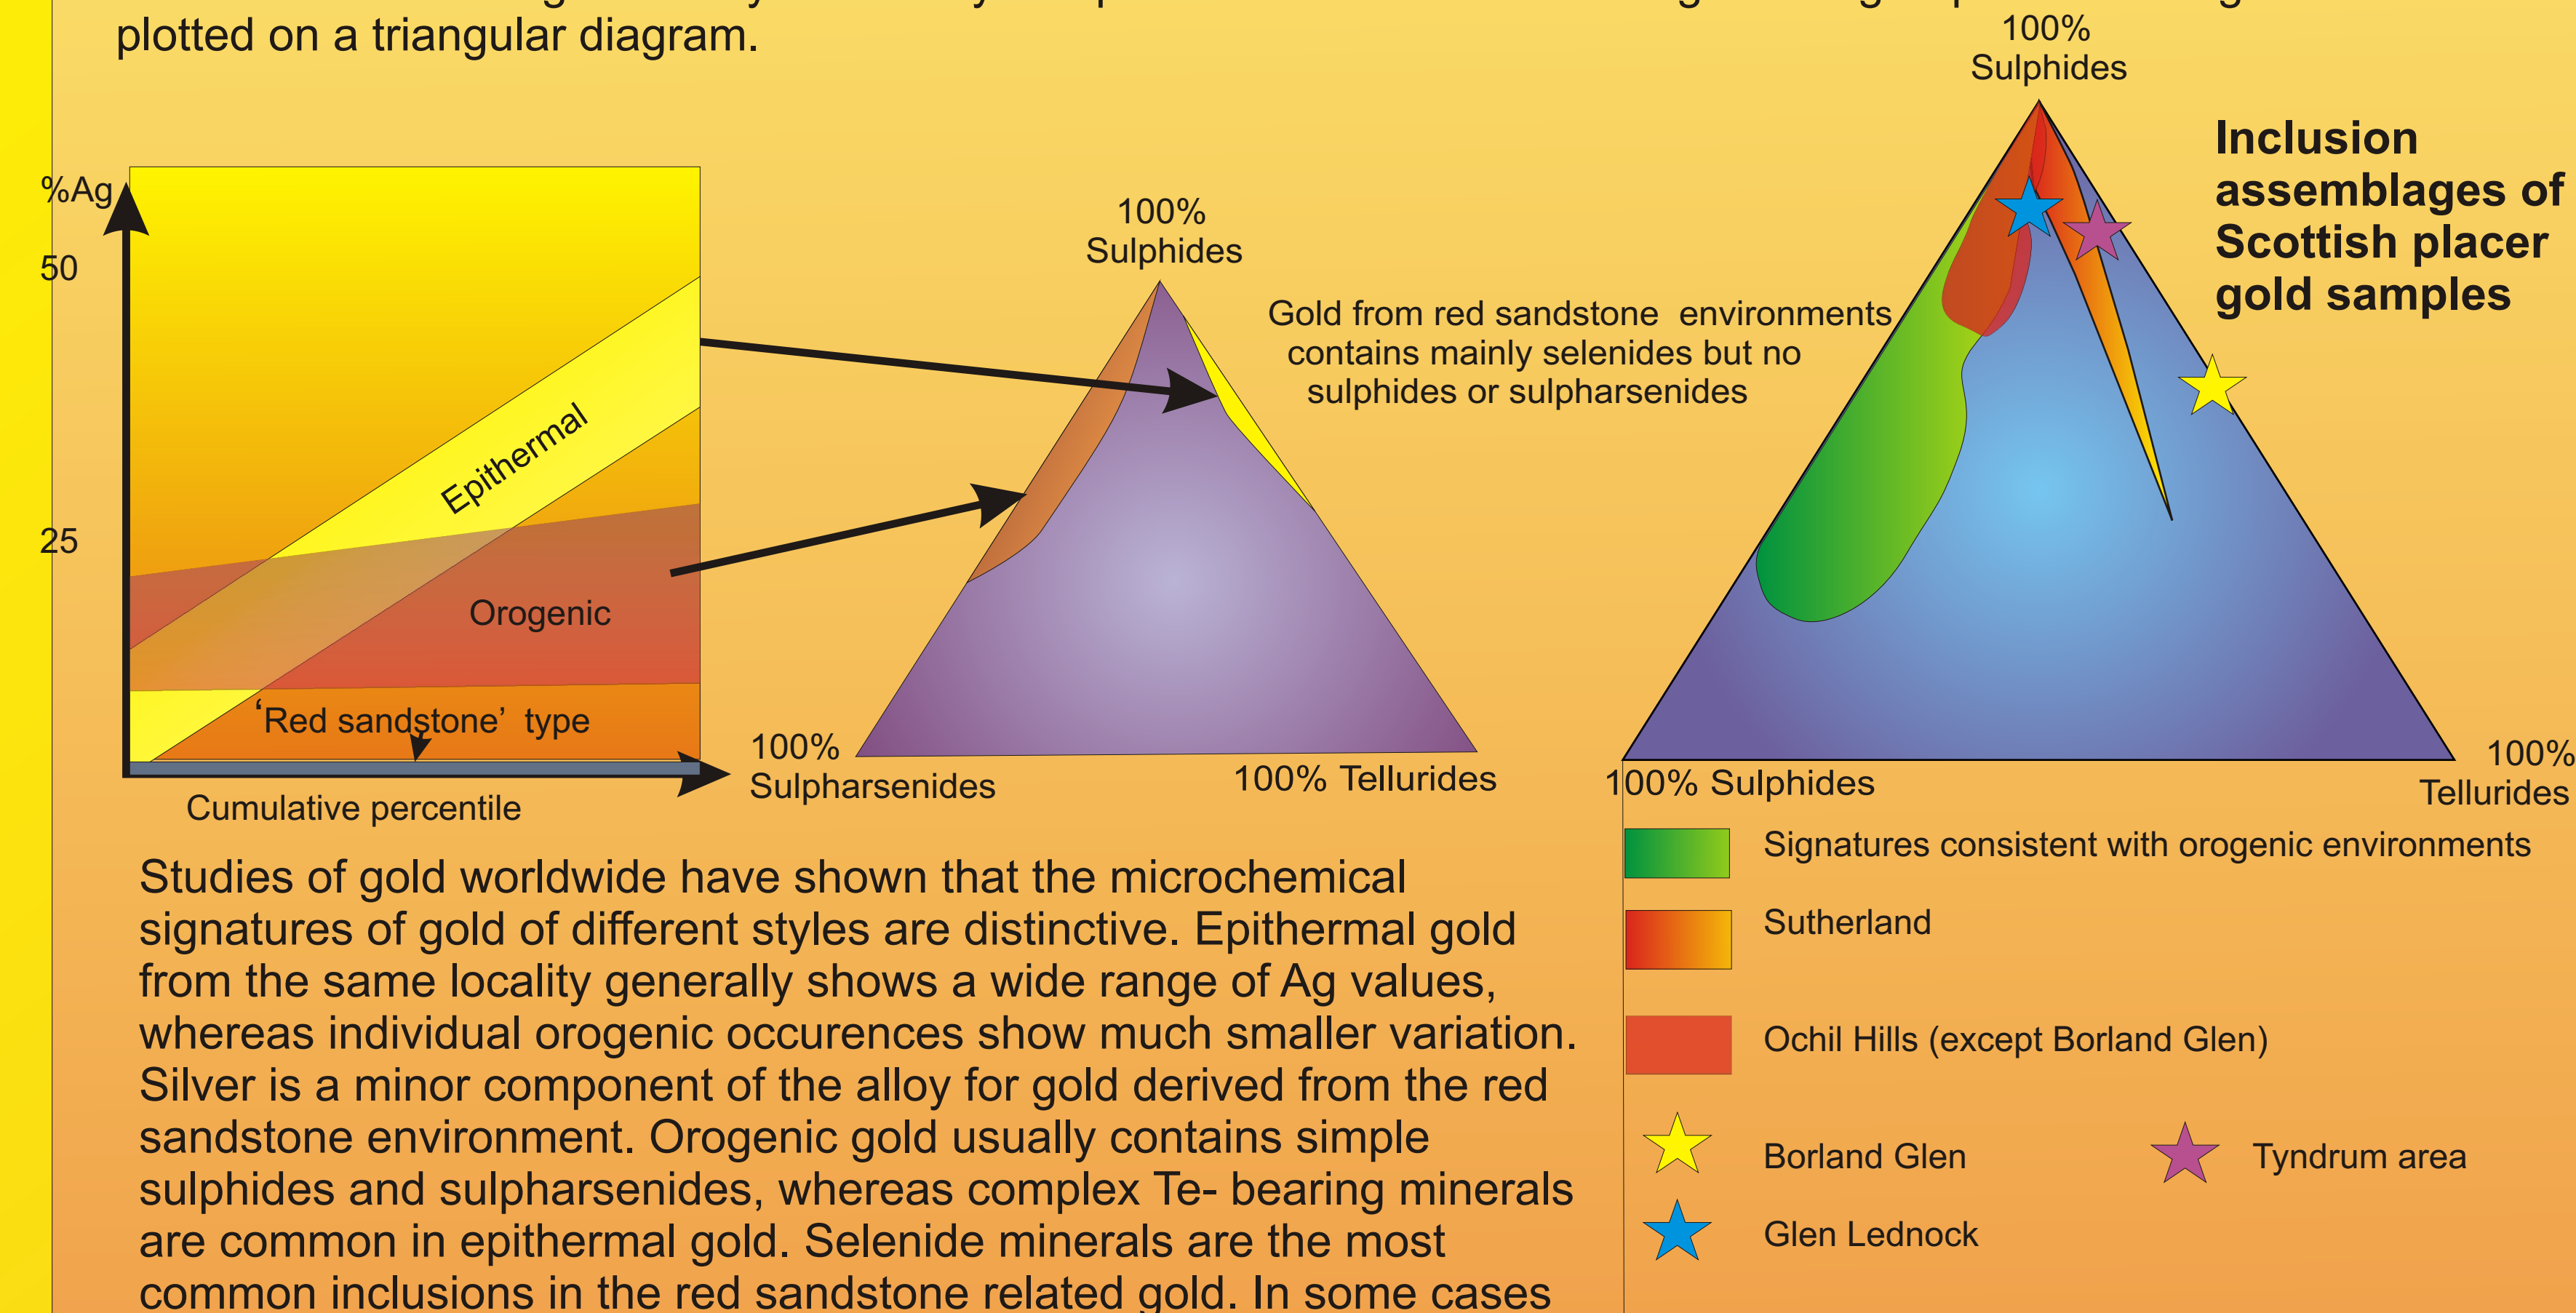 plotted on a triangular diagram.
%Ag
50
25
Epithermal
Orogenic
‘Red sandstone’ type
Cumulative percentile
100%
Sulphides
100%
Sulpharsenides
100% Tellurides
Gold from red sandstone environments
contains mainly selenides but no
sulphides or sulpharsenides
100%
Sulphides
Inclusion
assemblages of
Scottish placer
gold samples
100% Sulphides
100%
Tellurides
Signatures consistent with orogenic environments
Sutherland
Ochil Hills (except Borland Glen)
Borland Glen
Tyndrum area
Glen Lednock
Studies of gold worldwide have shown that the microchemical
signatures of gold of different styles are distinctive. Epithermal gold
from the same locality generally shows a wide range of Ag values,
whereas individual orogenic occurences show much smaller variation.
Silver is a minor component of the alloy for gold derived from the red
sandstone environment. Orogenic gold usually contains simple
sulphides and sulpharsenides, whereas complex Te- bearing minerals
are common in epithermal gold. Selenide minerals are the most
common inclusions in the red sandstone related gold. In some cases